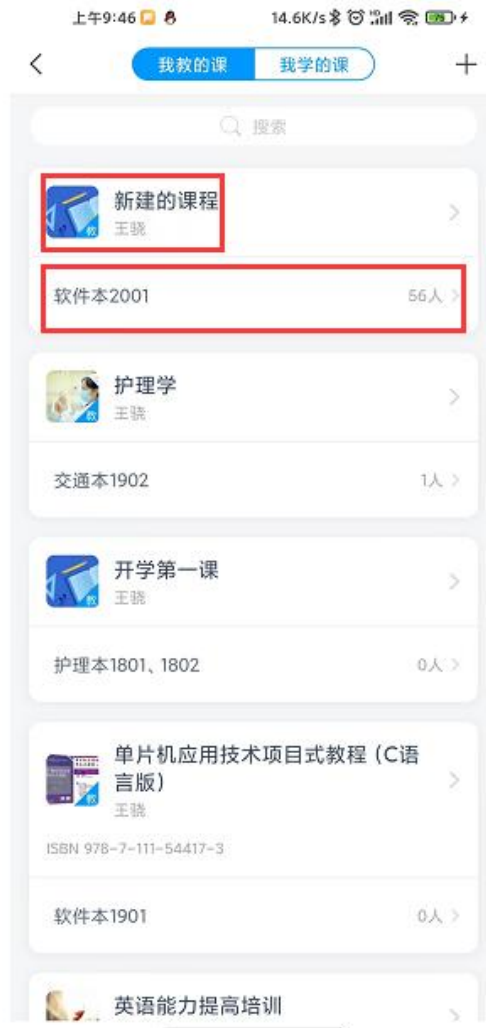 上午9:46 14.6K/s
我教的课 我学的课
搜索
新建的课程
教
王骁
软件本2001 56人
护理学
教
王骁
交通本1902 1人
开学第一课
教
王骁
护理本1801、1802 0人
单片机应用技术项目式教程（C语
言版）
教
王骁
ISBN 978-7-111-54417-3
软件本1901 0人
英语能力提高培训